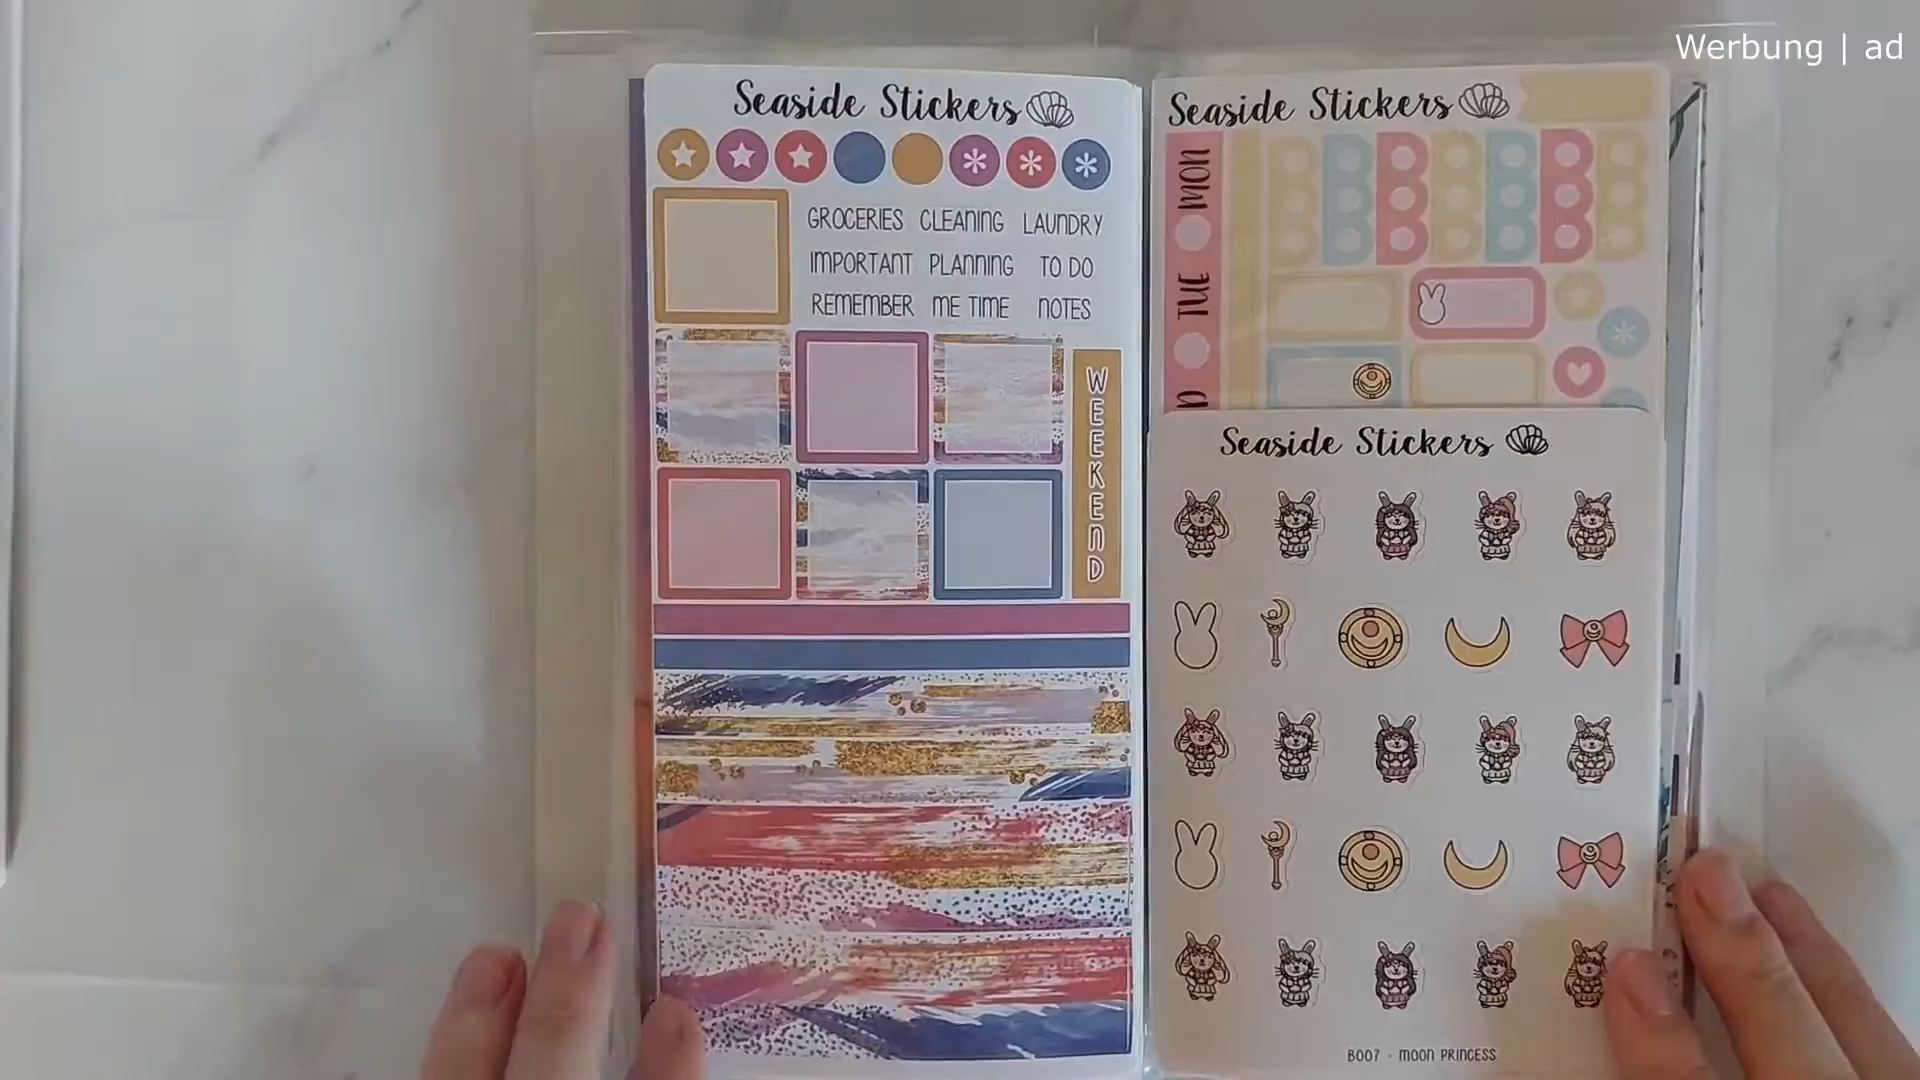 Werbung | ad
Seaside Stickers
GROCERIES CLEANING LAUNDRY
IMPORTANT PLANNING TO DO
REMEMBER ME TIME NOTES
WEEKEND
Seaside Stickers
MON
TUE
D
Seaside Stickers
B007 - MOON PRINCESS